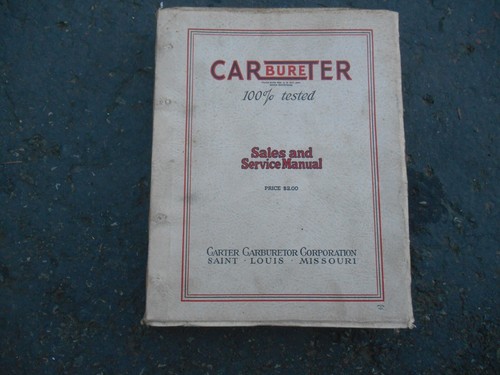 CARBURETER
100% tested
Sales and
Service Manual
PRICE $2.00
CARTER CARBURETOR CORPORATION
SAINT · LOUIS · MISSOURI